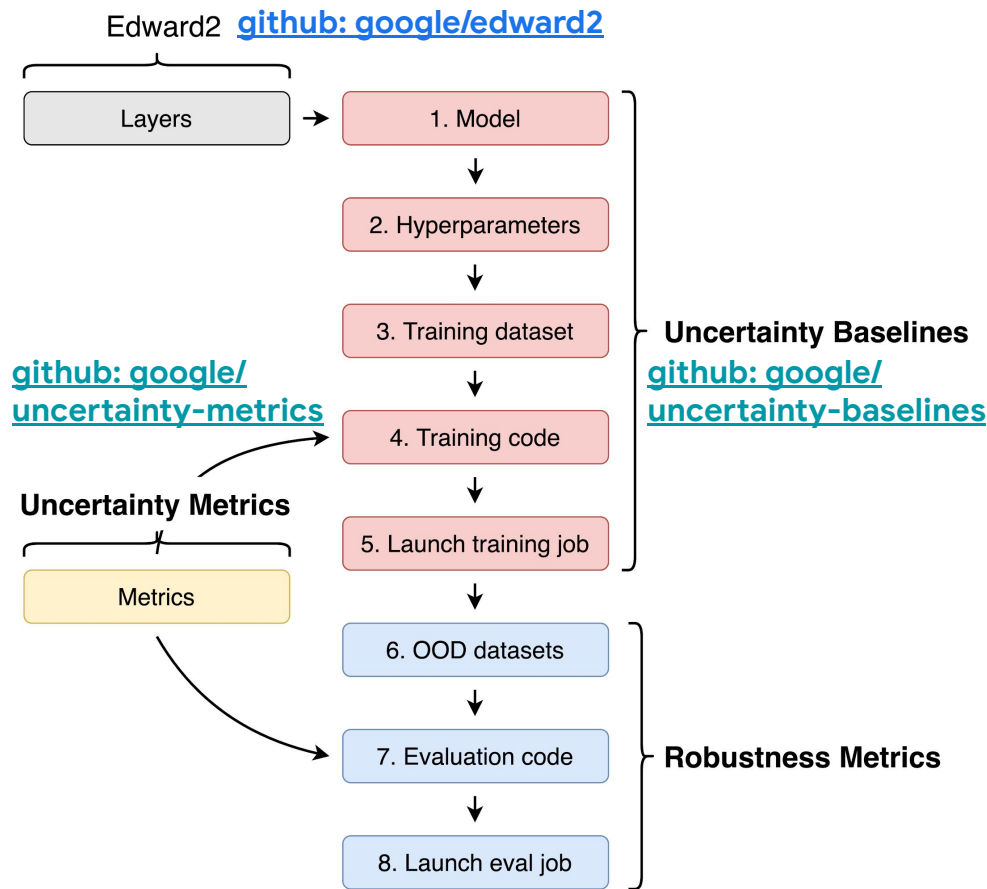 Edward2 github: google/edward2
Layers
1. Model
2. Hyperparameters
3. Training dataset
Uncertainty Baselines
github: google/
uncertainty-baselines
github: google/
uncertainty-metrics
4. Training code
Uncertainty Metrics
5. Launch training job
Metrics
6. OOD datasets
7. Evaluation code
Robustness Metrics
8. Launch eval job